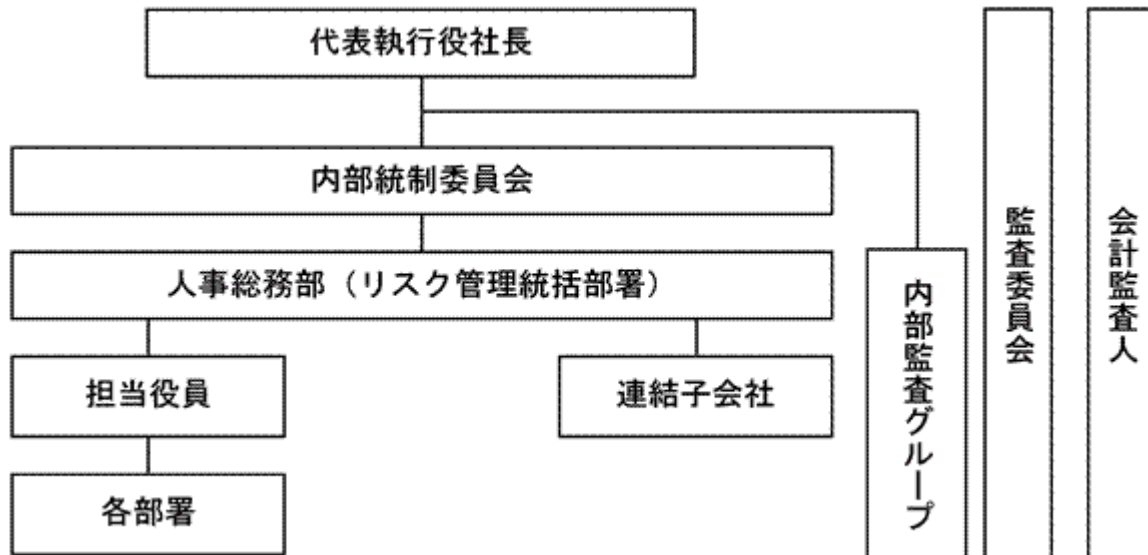 代表執行役社長
内部統制委員会
人事総務部（リスク管理統括部署）
担当役員
連結子会社
各部署
内部監査グループ
監査委員会
会計監査人